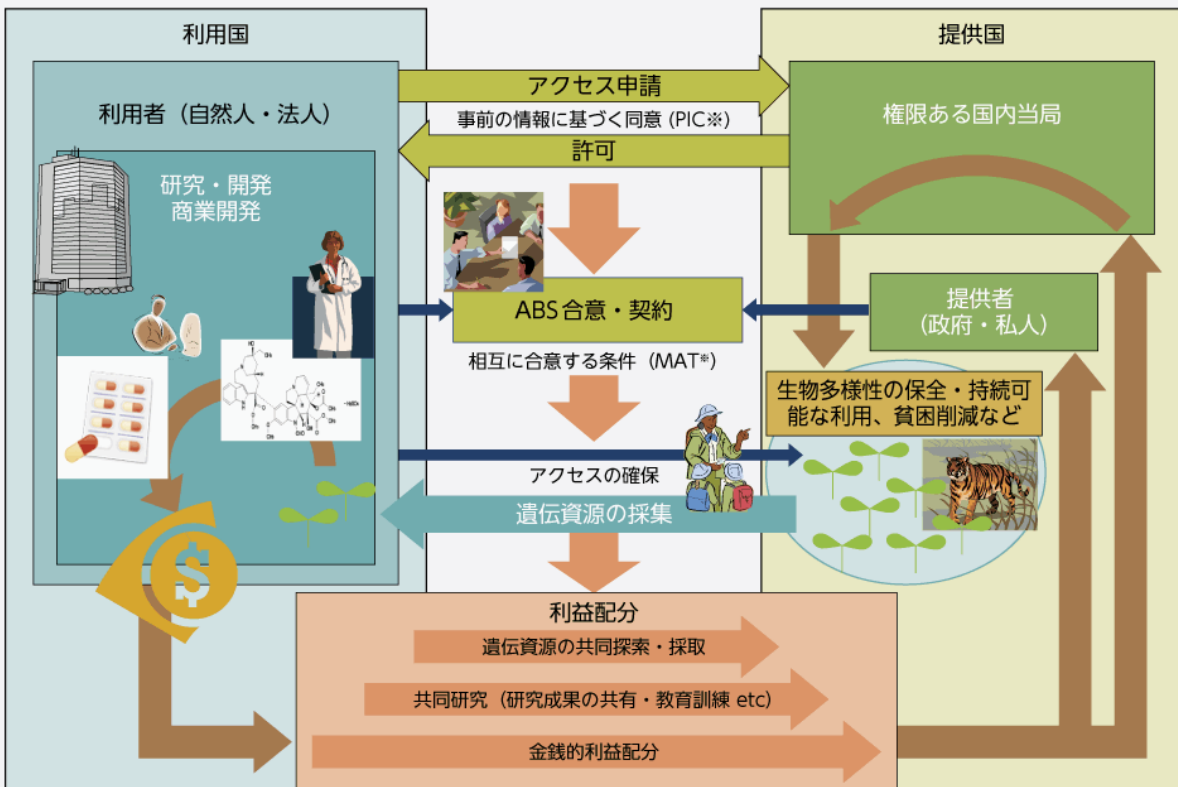 利用国
提供国
利用者（自然人・法人）
アクセス申請
事前の情報に基づく同意 (PIC※)
許可
権限ある国内当局
研究・開発
商業開発
ABS合意・契約
提供者
（政府・私人）
相互に合意する条件（MAT※）
生物多様性の保全・持続可
能な利用、貧困削減など
アクセスの確保
遺伝資源の採集
利益配分
遺伝資源の共同探索・採取
共同研究（研究成果の共有・教育訓練 etc)
金銭的利益配分